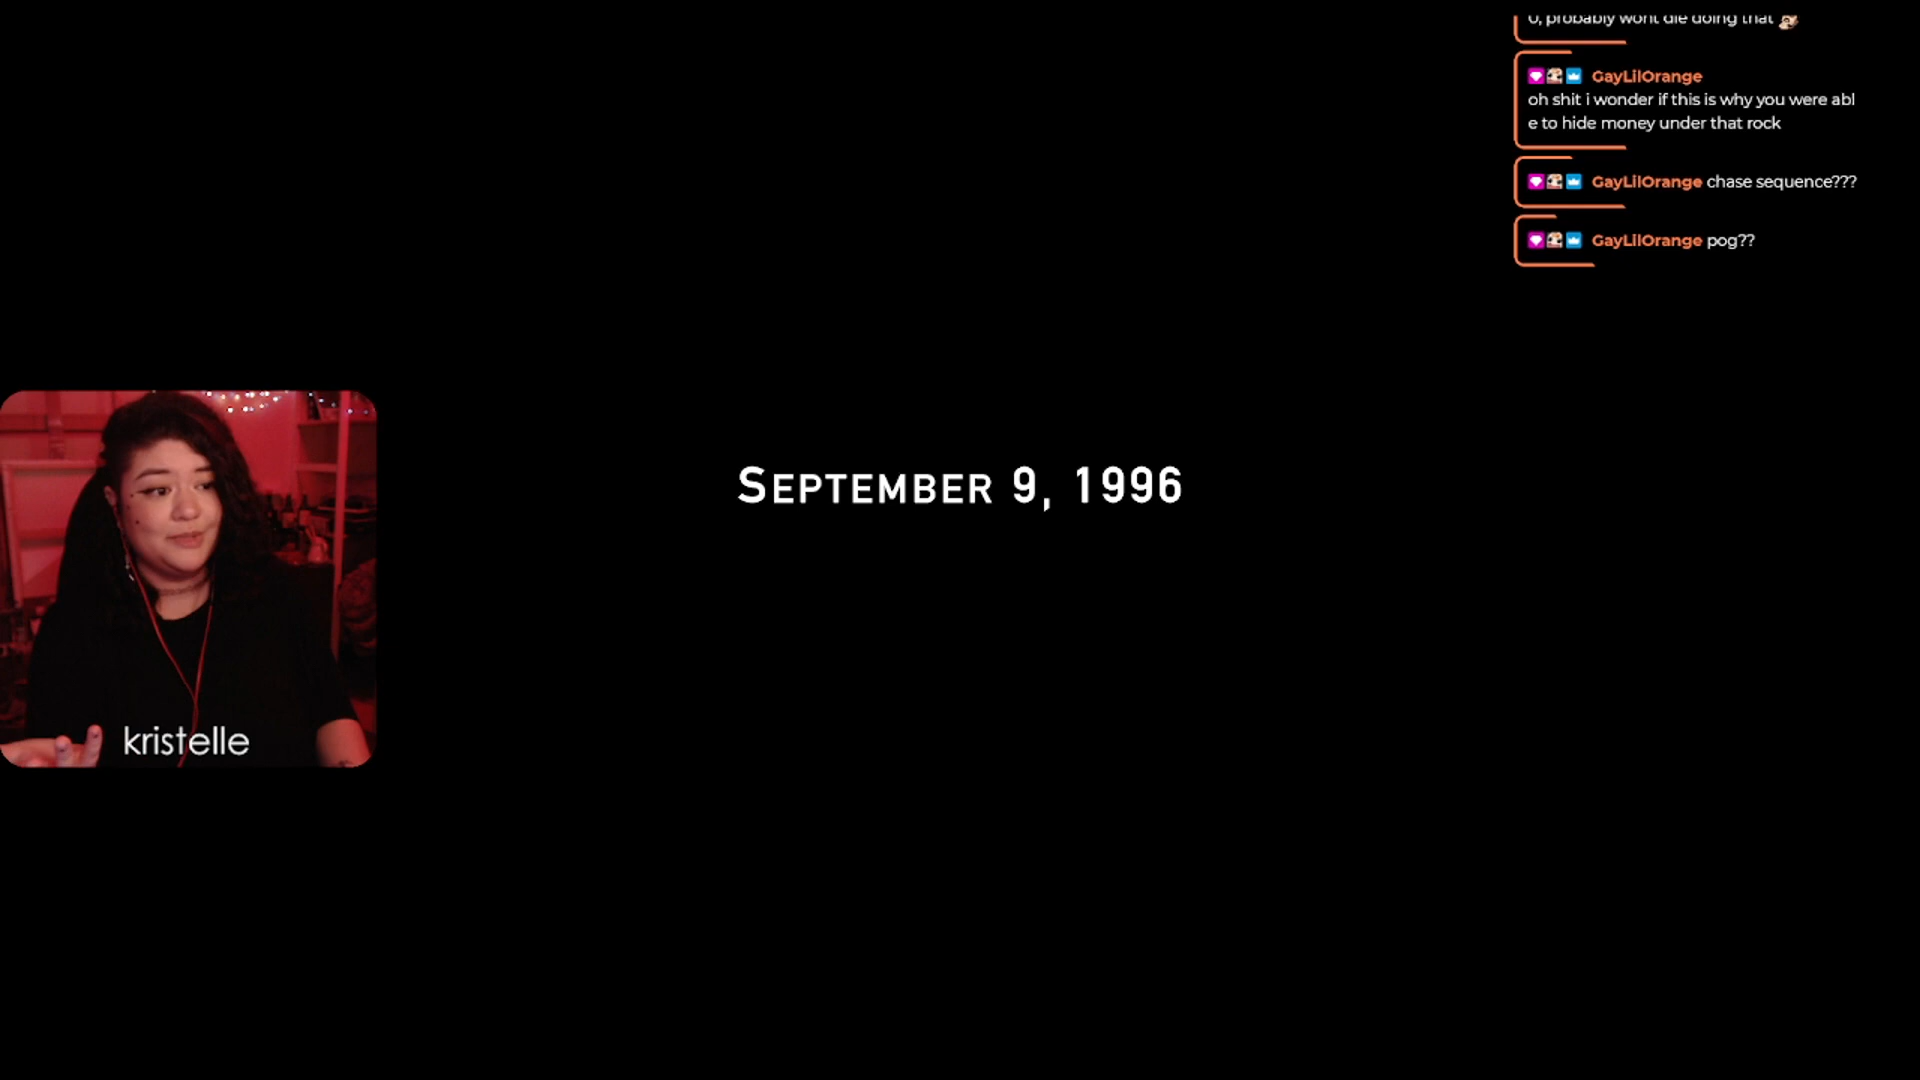 probably wont die doing that
GayLilOrange
oh shit i wonder if this is why you were abl
e to hide money under that rock
GayLilOrange chase sequence???
GayLilOrange pog??
SEPTEMBER 9, 1996
kristelle